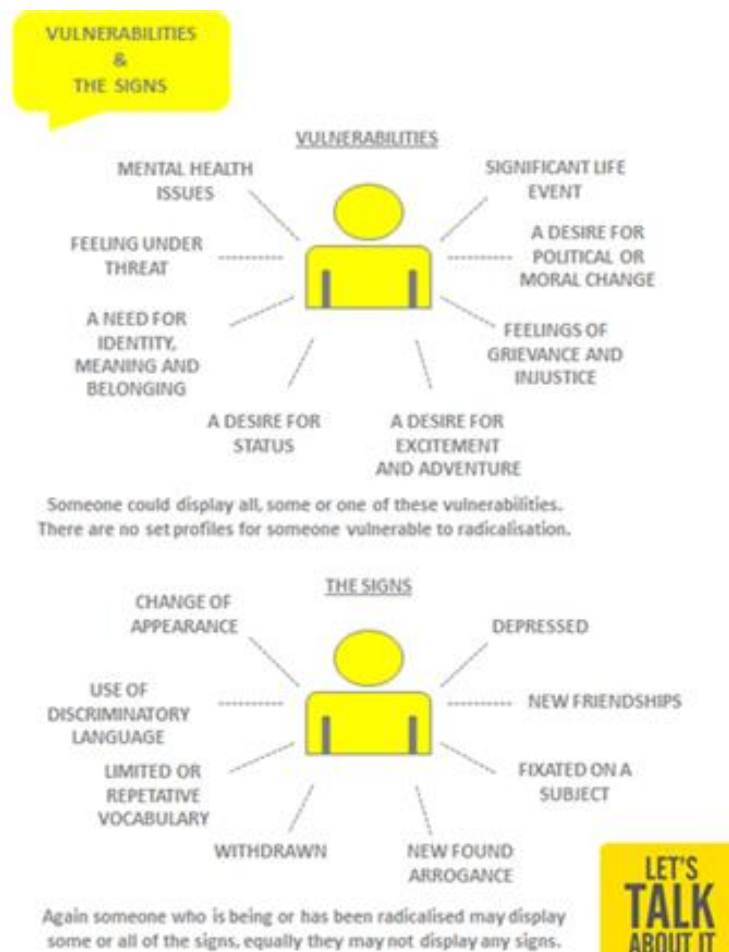 VULNERABILITIES
&
THE SIGNS
VULNERABILITIES
MENTAL HEALTH
ISSUES
SIGNIFICANT LIFE
EVENT
FEELING UNDER
THREAT
A DESIRE FOR
POLITICAL OR
MORAL CHANGE
A NEED FOR
IDENTITY,
MEANING AND
BELONGING
FEELINGS OF
GRIEVANCE AND
INJUSTICE
A DESIRE FOR
STATUS
A DESIRE FOR
EXCITEMENT
AND ADVENTURE
Someone could display all, some or one of these vulnerabilities.
There are no set profiles for someone vulnerable to radicalisation.
THE SIGNS
CHANGE OF
APPEARANCE
DEPRESSED
USE OF
DISCRIMINATORY
LANGUAGE
NEW FRIENDSHIPS
LIMITED OR
REPETATIVE
VOCABULARY
FIXATED ON A
SUBJECT
WITHDRAWN
NEW FOUND
ARROGANCE
Again someone who is being or has been radicalised may display
some or all of the signs, equally they may not display any signs.
LET'S
TALK
ABOUT IT